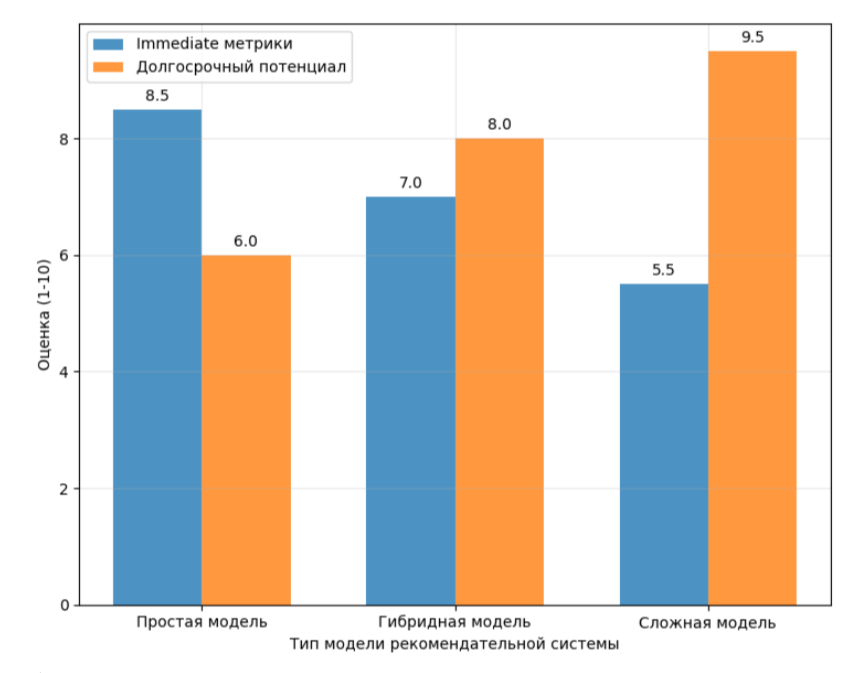 Immediate метрики
Долгосрочный потенциал
9.5
8.5
8.0
7.0
6.0
5.5
Оценка (1-10)
8
6
4
2
0
Простая модель
Гибридная модель
Сложная модель
Тип модели рекомендательной системы